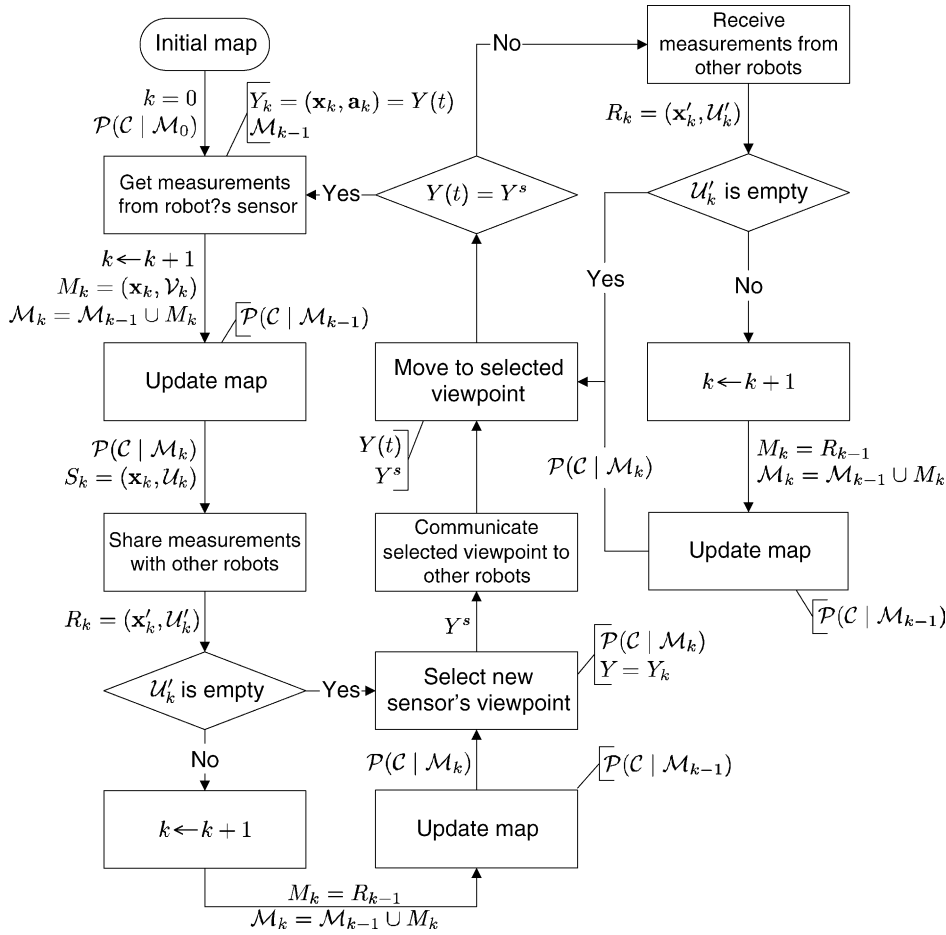 Initial map
k = 0
P(C | M₀)
Yₖ = (xₖ, aₖ) = Y(t)
Mₖ₋₁
Get measurements
from robot?s sensor
k ← k + 1
Mₖ = (xₖ, Vₖ)
ℳₖ = ℳₖ₋₁ ∪ Mₖ
P(C | ℳₖ₋₁)
Update map
P(C | ℳₖ)
Sₖ = (xₖ, Uₖ)
Share measurements
with other robots
Rₖ = (x′ₖ, U′ₖ)
U′ₖ is empty
Yes
No
k ← k + 1
Mₖ = Rₖ₋₁
ℳₖ = ℳₖ₋₁ ∪ Mₖ
Update map
P(C | ℳₖ₋₁)
P(C | ℳₖ)
Select new
sensor's viewpoint
P(C | ℳₖ)
Y = Yₖ
Yˢ
Communicate
selected viewpoint to
other robots
Move to selected
viewpoint
Y(t)
Yˢ
Y(t) = Yˢ
Yes
No
Receive
measurements from
other robots
Rₖ = (x′ₖ, U′ₖ)
U′ₖ is empty
Yes
No
k ← k + 1
Mₖ = Rₖ₋₁
ℳₖ = ℳₖ₋₁ ∪ Mₖ
Update map
P(C | ℳₖ₋₁)
P(C | ℳₖ)